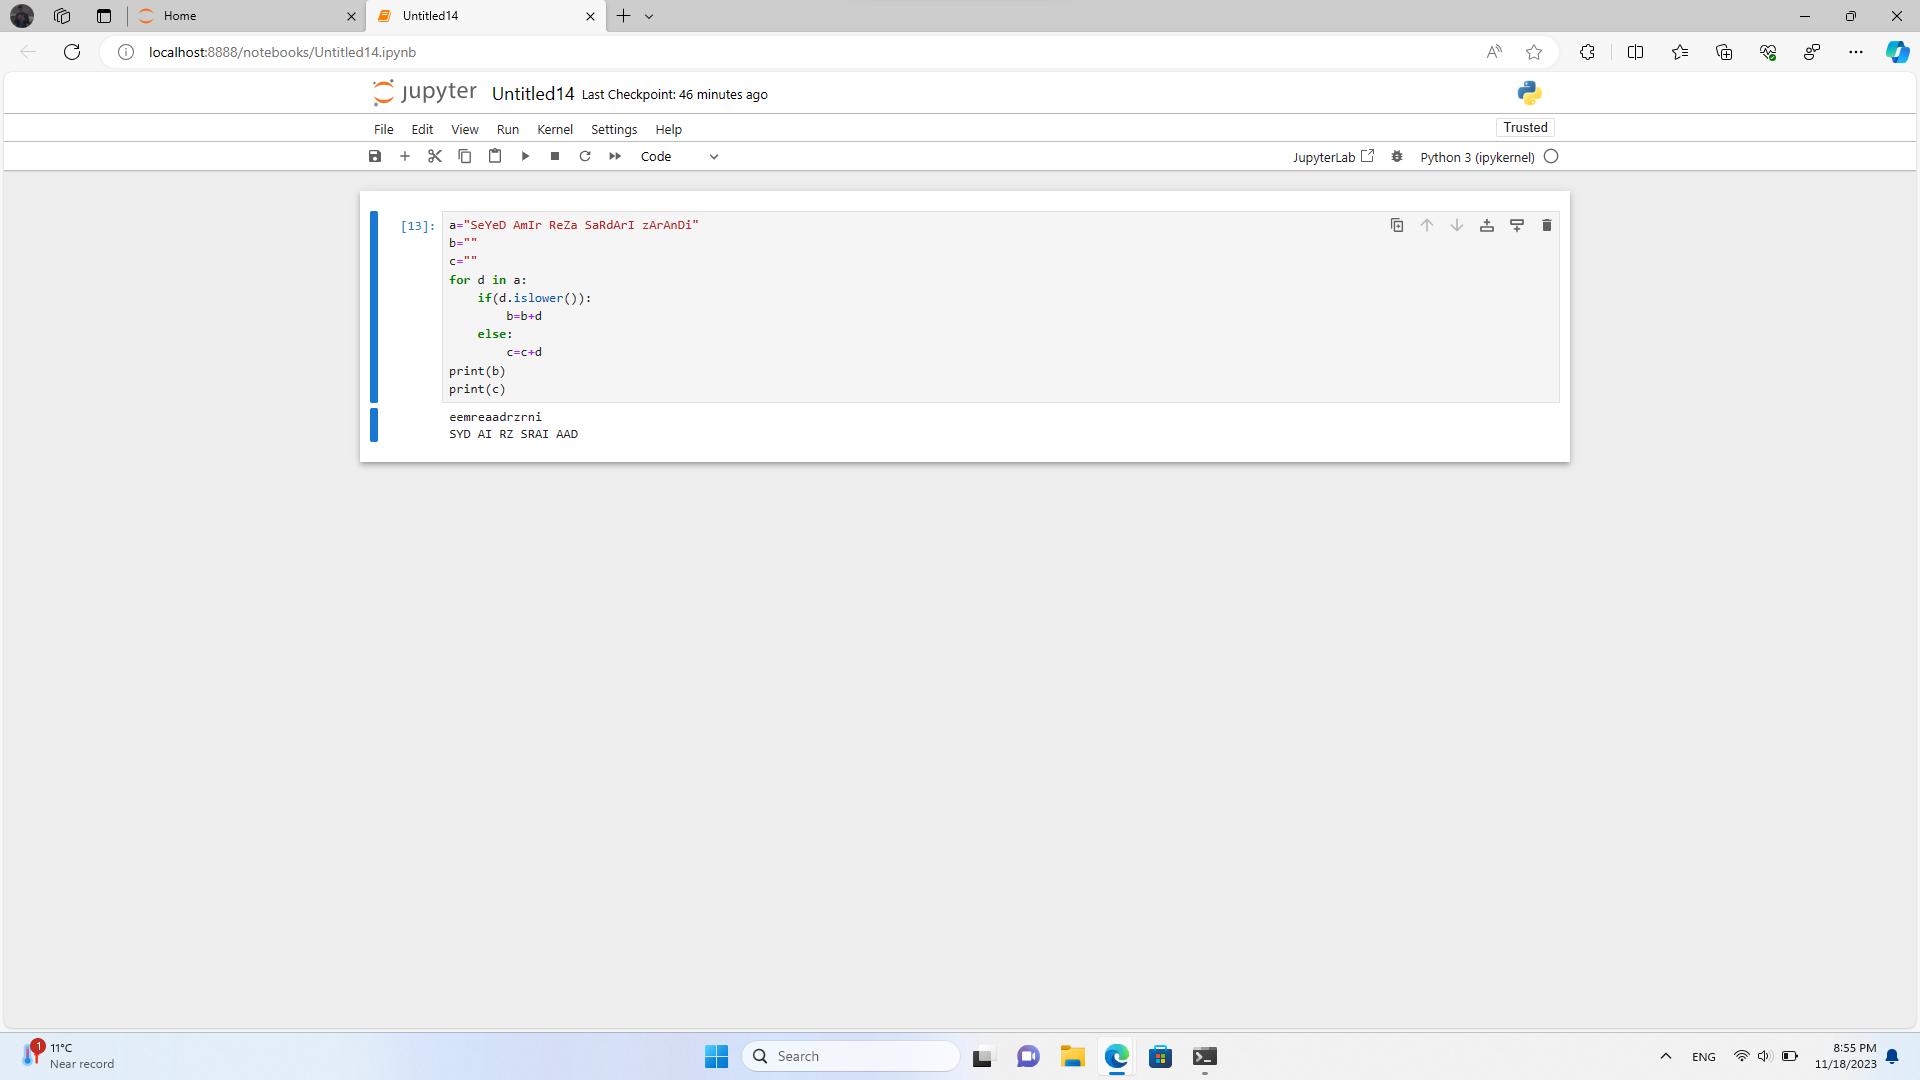 Home
Untitled14
localhost:8888/notebooks/Untitled14.ipynb
jupyter Untitled14 Last Checkpoint: 46 minutes ago
File Edit View Run Kernel Settings Help
Trusted
Code
JupyterLab
Python 3 (ipykernel)
[13]:
a="SeYeD AmIr ReZa SaRdArI zArAnDi"
b=""
c=""
for d in a:
    if(d.islower()):
        b=b+d
    else:
        c=c+d
print(b)
print(c)
eemreaadrzrni
SYD AI RZ SRAI AAD
1
11°C
Near record
Search
ENG
8:55 PM
11/18/2023